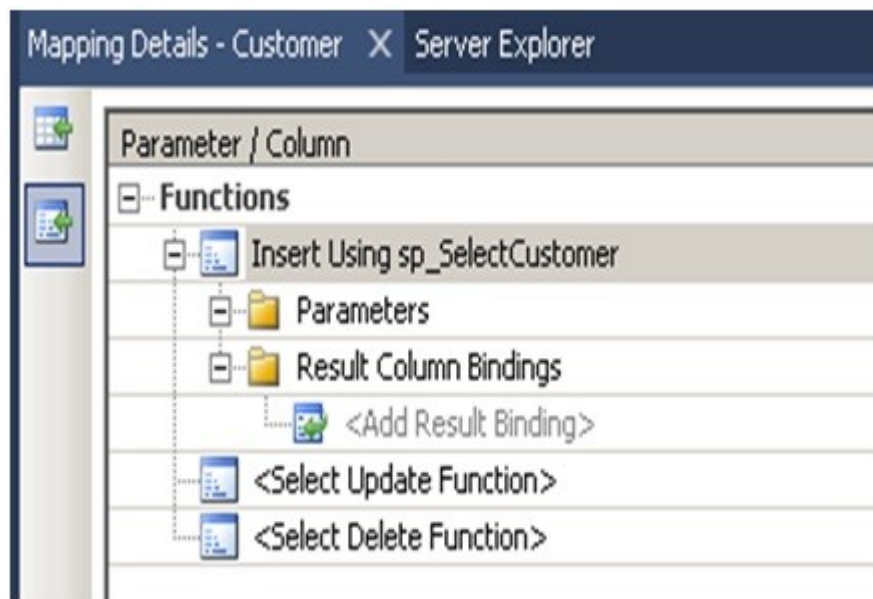 Mapping Details - Customer X Server Explorer
Parameter / Column
Functions
Insert Using sp_SelectCustomer
Parameters
Result Column Bindings
<Add Result Binding>
<Select Update Function>
<Select Delete Function>